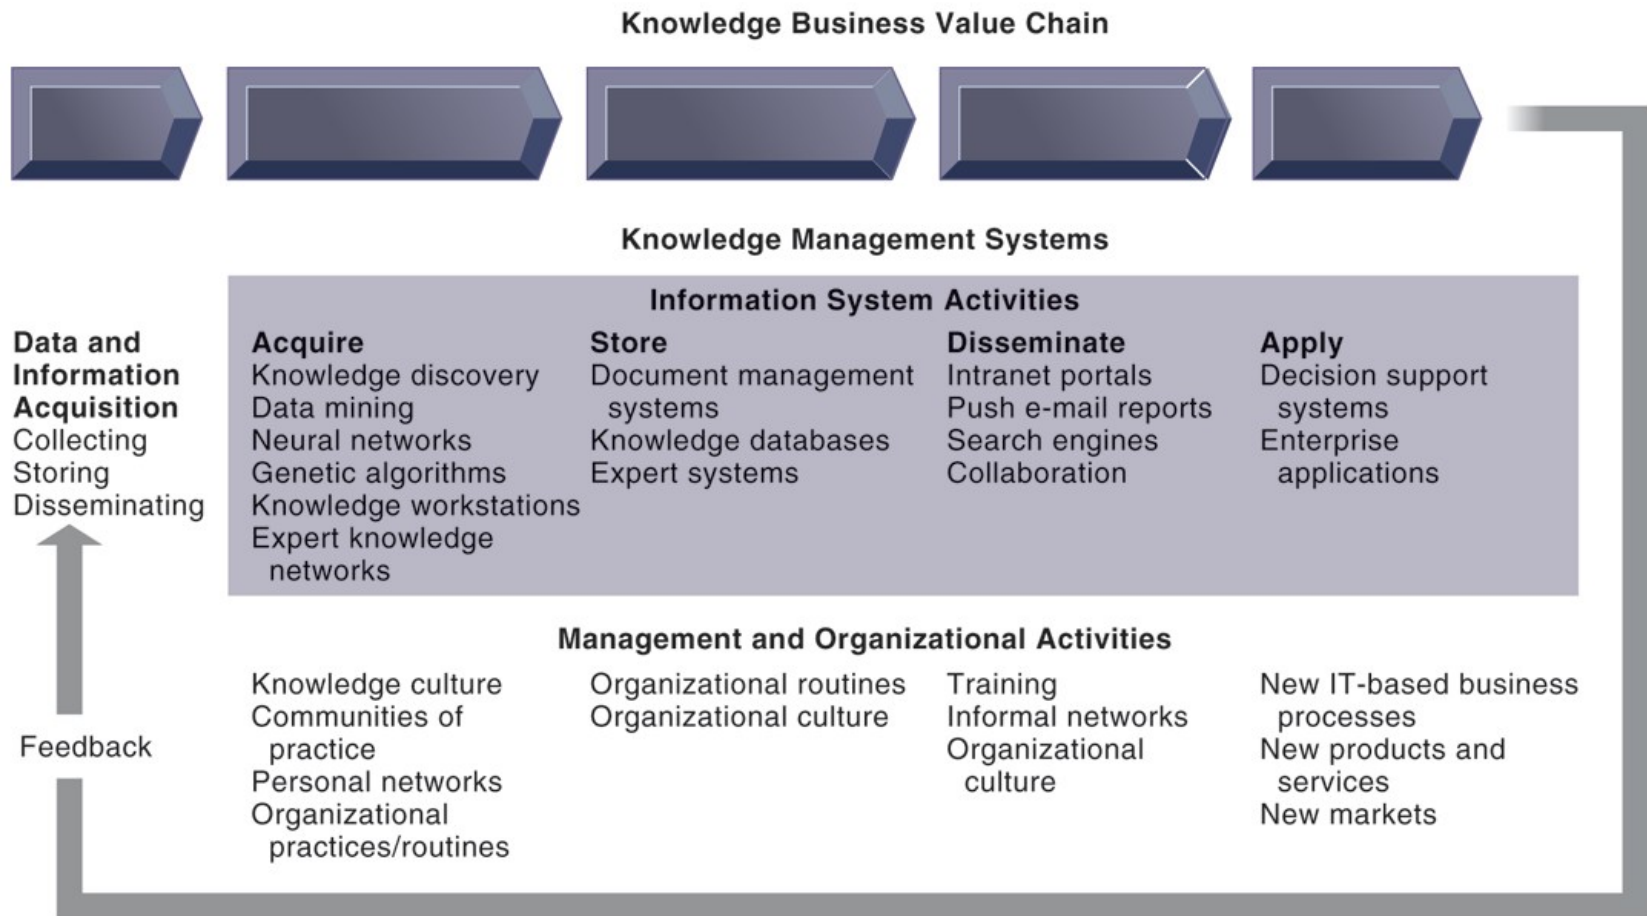 Knowledge Business Value Chain
Knowledge Management Systems
Information System Activities
Data and
Information
Acquisition
Collecting
Storing
Disseminating
Acquire
Knowledge discovery
Data mining
Neural networks
Genetic algorithms
Knowledge workstations
Expert knowledge
networks
Store
Document management
systems
Knowledge databases
Expert systems
Disseminate
Intranet portals
Push e-mail reports
Search engines
Collaboration
Apply
Decision support
systems
Enterprise
applications
Management and Organizational Activities
Knowledge culture
Communities of
practice
Personal networks
Organizational
practices/routines
Organizational routines
Organizational culture
Training
Informal networks
Organizational
culture
New IT-based business
processes
New products and
services
New markets
Feedback